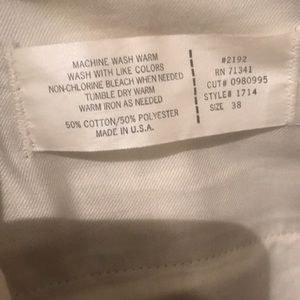 MACHINE WASH WARM
WASH WITH LIKE COLORS
NON-CHLORINE BLEACH WHEN NEEDED
TUMBLE DRY WARM
WARM IRON AS NEEDED
50% COTTON/50% POLYESTER
MADE IN U.S.A.
#2192
RN 71341
CUT# 0980995
STYLE# 1714
SIZE 38